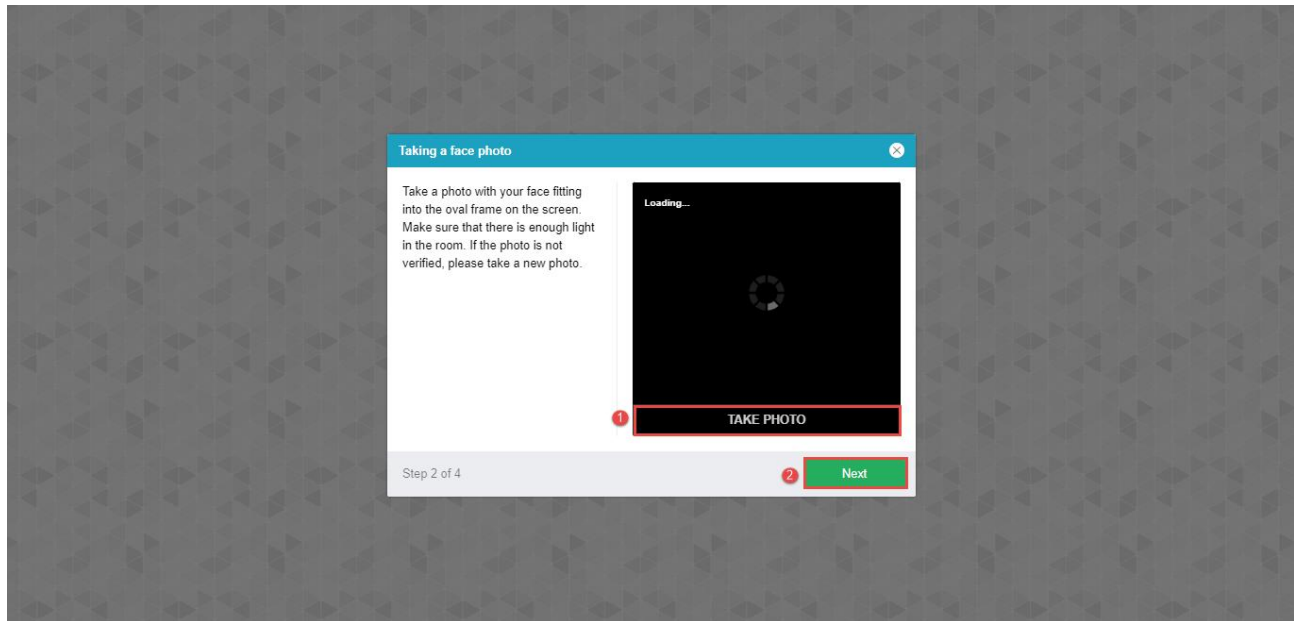 Taking a face photo
Take a photo with your face fitting
into the oval frame on the screen.
Make sure that there is enough light
in the room. If the photo is not
verified, please take a new photo.
Loading...
1
TAKE PHOTO
Step 2 of 4
2
Next